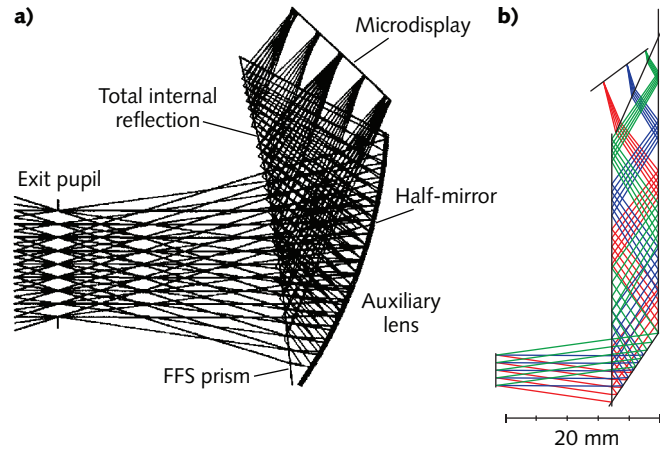 a)
Microdisplay
Total internal
reflection
Exit pupil
Half-mirror
Auxiliary
lens
FFS prism
b)
20 mm